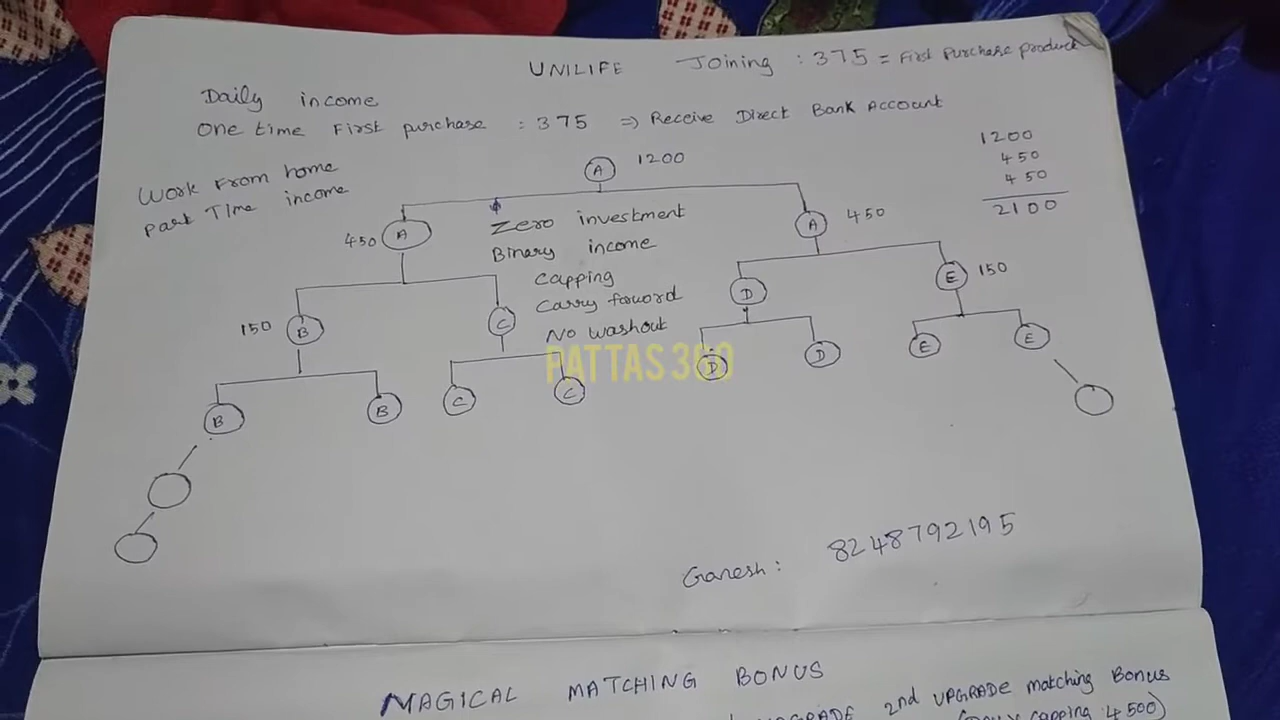 UNILIFE Joining : 375 = First Purchase product
Daily income
One time First purchase : 375 => Receive Direct Bank Account
Work From home
part Time income
1200
450
450
2100
A 1200
450 A
A 450
Zero investment
Binary income
capping
carry forword
No washout
150 B
C
D
E 150
B B C C
D D E E
PATTAS 360
Ganesh : 8248792195
MAGICAL MATCHING BONUS
2nd UPGRADE matching Bonus
capping : 4500)